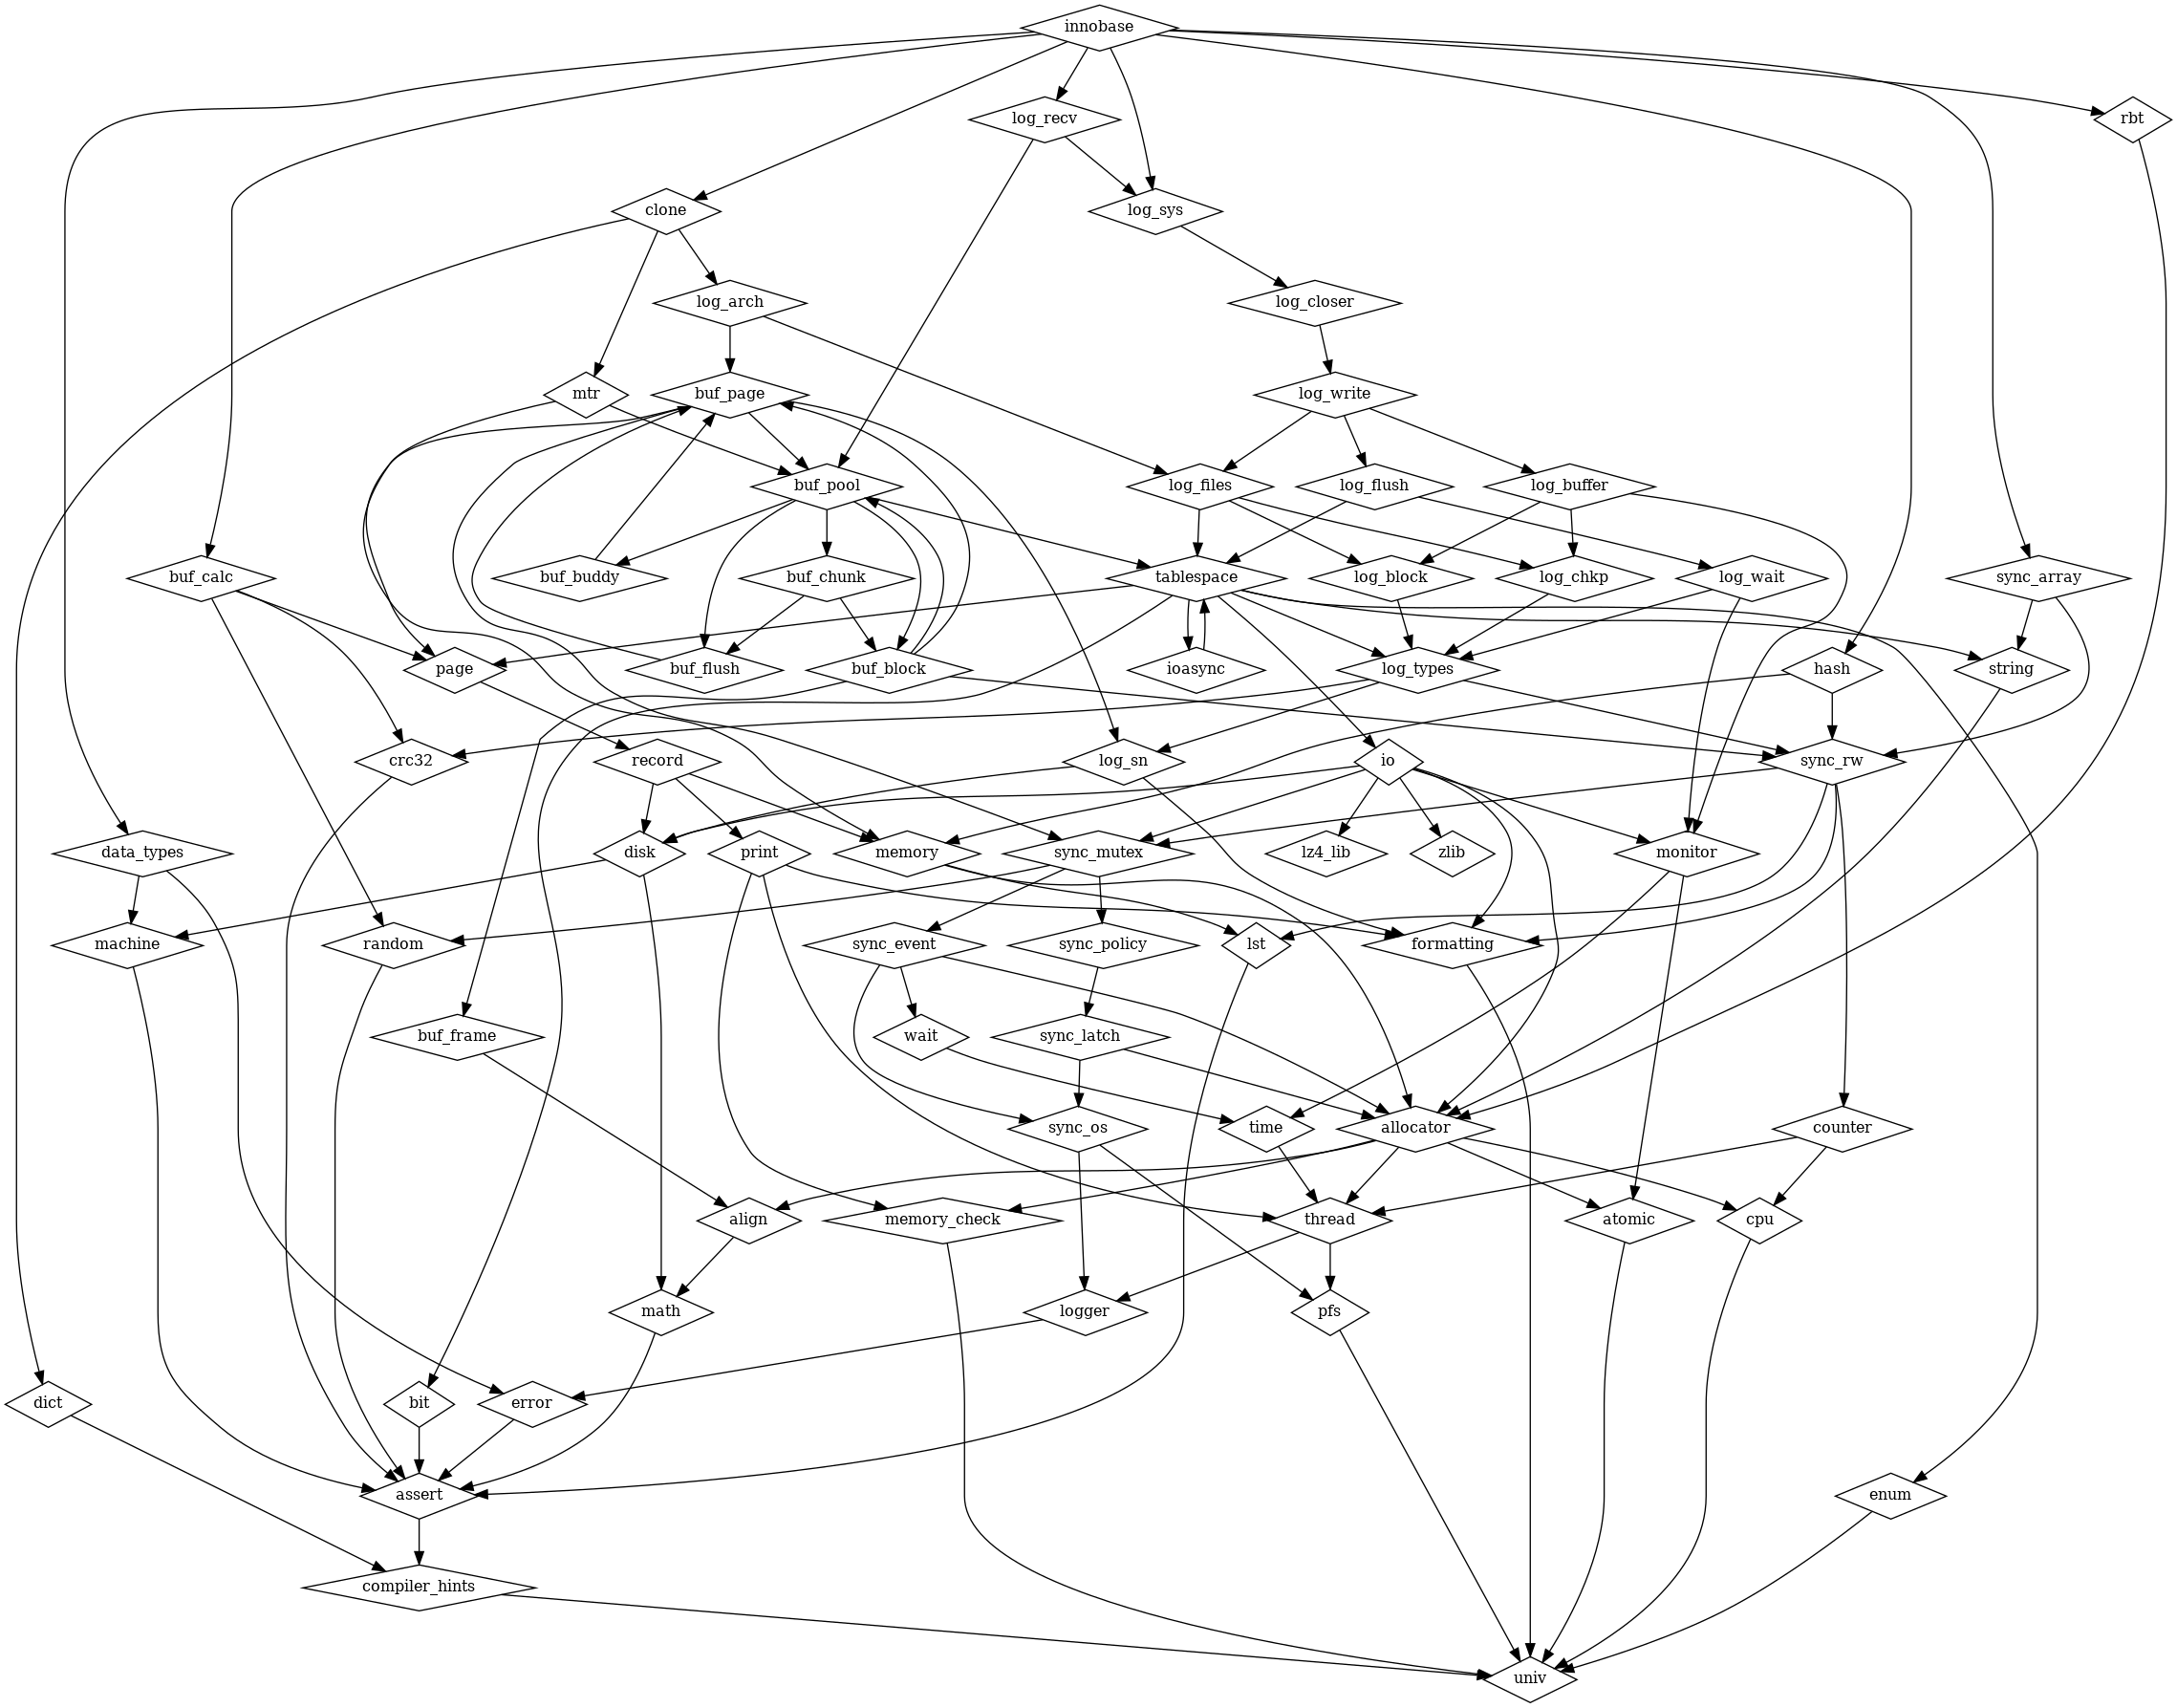 innobase
log_recv
rbt
clone
log_sys
log_arch
log_closer
mtr
buf_page
log_write
buf_pool
log_files
log_flush
log_buffer
buf_calc
buf_buddy
buf_chunk
tablespace
log_block
log_chkp
log_wait
sync_array
page
buf_flush
buf_block
ioasync
log_types
hash
string
crc32
record
log_sn
io
sync_rw
data_types
disk
print
memory
sync_mutex
lz4_lib
zlib
monitor
machine
random
sync_event
sync_policy
lst
formatting
buf_frame
wait
sync_latch
sync_os
time
allocator
counter
align
memory_check
thread
atomic
cpu
math
logger
pfs
dict
bit
error
assert
enum
compiler_hints
univ